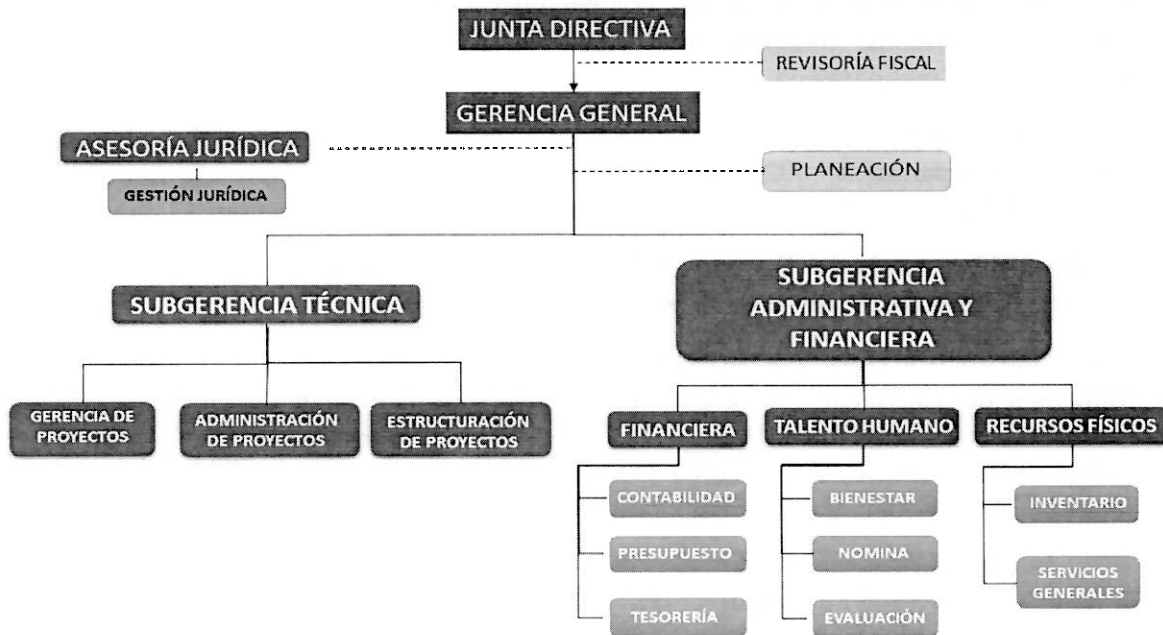 JUNTA DIRECTIVA
REVISORÍA FISCAL
GERENCIA GENERAL
ASESORÍA JURÍDICA
PLANEACIÓN
GESTIÓN JURÍDICA
SUBGERENCIA TÉCNICA
SUBGERENCIA
ADMINISTRATIVA Y
FINANCIERA
GERENCIA DE
PROYECTOS
ADMINISTRACIÓN
DE PROYECTOS
ESTRUCTURACIÓN
DE PROYECTOS
FINANCIERA
TALENTO HUMANO
RECURSOS FÍSICOS
CONTABILIDAD
BIENESTAR
INVENTARIO
PRESUPUESTO
NOMINA
SERVICIOS
GENERALES
TESORERÍA
EVALUACIÓN